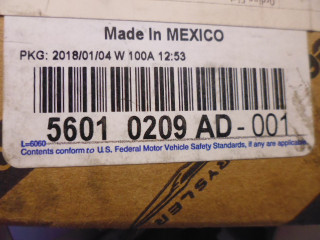 Made In MEXICO
PKG: 2018/01/04 W 100A 12:53
5601 0209 AD - 001
L=6060
Contents conform to U.S. Federal Motor Vehicle Safety Standards, if any are applicable.
RYSLER